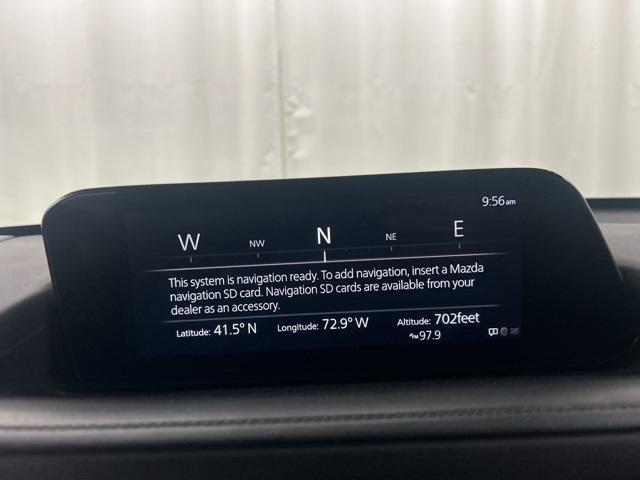 9:56am
W NW N NE E
This system is navigation ready. To add navigation, insert a Mazda
navigation SD card. Navigation SD cards are available from your
dealer as an accessory.
Latitude: 41.5° N Longitude: 72.9° W Altitude: 702feet
97.9